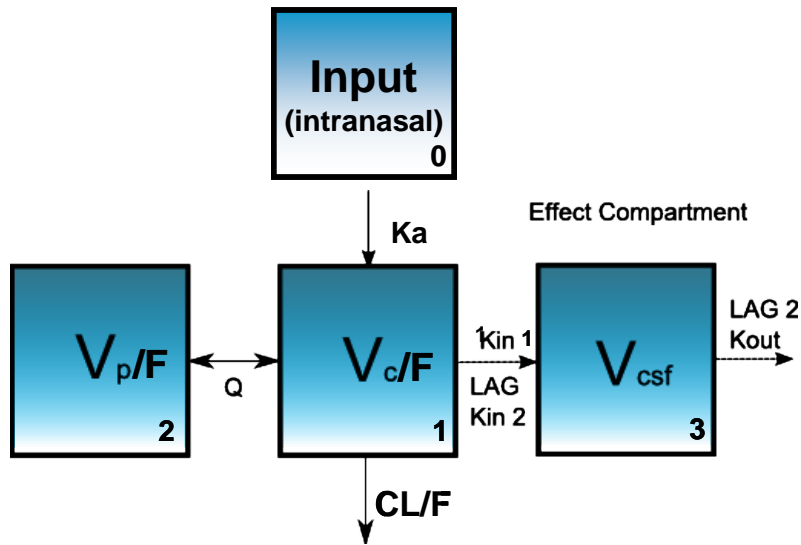 Input
(intranasal)
0
Ka
Effect Compartment
Vp/F
2
Q
Vc/F
1
1Kin 1
LAG
Kin 2
Vcsf
3
LAG 2
Kout
CL/F